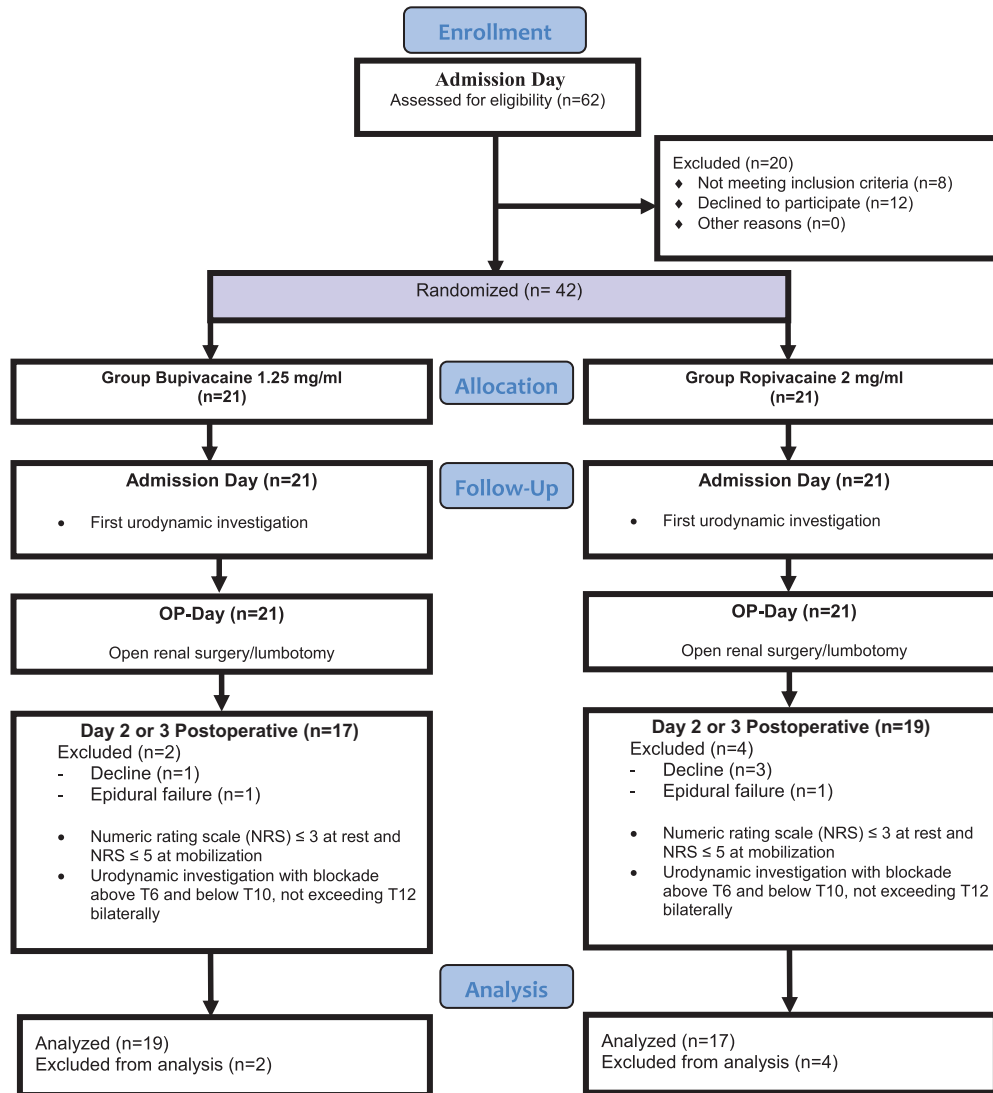 Enrollment
Admission Day
Assessed for eligibility (n=62)
Excluded (n=20)
♦ Not meeting inclusion criteria (n=8)
♦ Declined to participate (n=12)
♦ Other reasons (n=0)
Randomized (n= 42)
Group Bupivacaine 1.25 mg/ml
(n=21)
Allocation
Group Ropivacaine 2 mg/ml
(n=21)
Admission Day (n=21)
• First urodynamic investigation
Follow-Up
Admission Day (n=21)
• First urodynamic investigation
OP-Day (n=21)
Open renal surgery/lumbotomy
OP-Day (n=21)
Open renal surgery/lumbotomy
Day 2 or 3 Postoperative (n=17)
Excluded (n=2)
- Decline (n=1)
- Epidural failure (n=1)
• Numeric rating scale (NRS) ≤ 3 at rest and
NRS ≤ 5 at mobilization
• Urodynamic investigation with blockade
above T6 and below T10, not exceeding T12
bilaterally
Day 2 or 3 Postoperative (n=19)
Excluded (n=4)
- Decline (n=3)
- Epidural failure (n=1)
• Numeric rating scale (NRS) ≤ 3 at rest and
NRS ≤ 5 at mobilization
• Urodynamic investigation with blockade
above T6 and below T10, not exceeding T12
bilaterally
Analysis
Analyzed (n=19)
Excluded from analysis (n=2)
Analyzed (n=17)
Excluded from analysis (n=4)